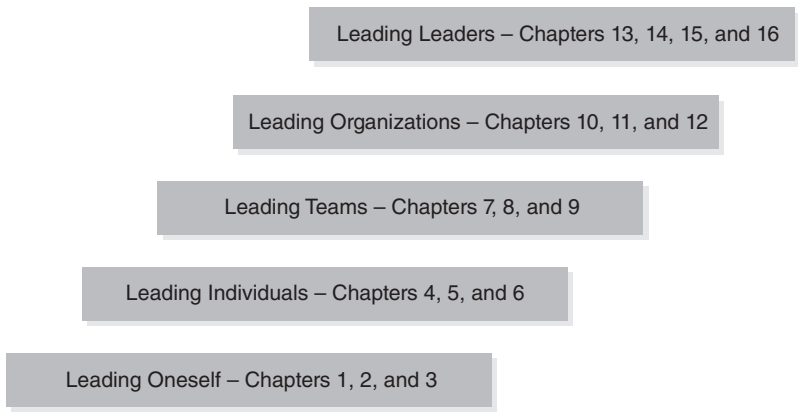 Leading Leaders – Chapters 13, 14, 15, and 16
Leading Organizations – Chapters 10, 11, and 12
Leading Teams – Chapters 7, 8, and 9
Leading Individuals – Chapters 4, 5, and 6
Leading Oneself – Chapters 1, 2, and 3